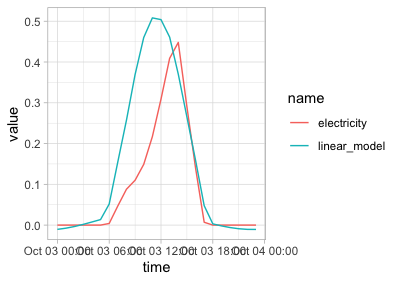 0.5
0.4
0.3
0.2
0.1
0.0
value
Oct 03 00:00 Oct 03 06:00 Oct 03 12:00 Oct 03 18:00 Oct 04 00:00
time
name
electricity
linear_model